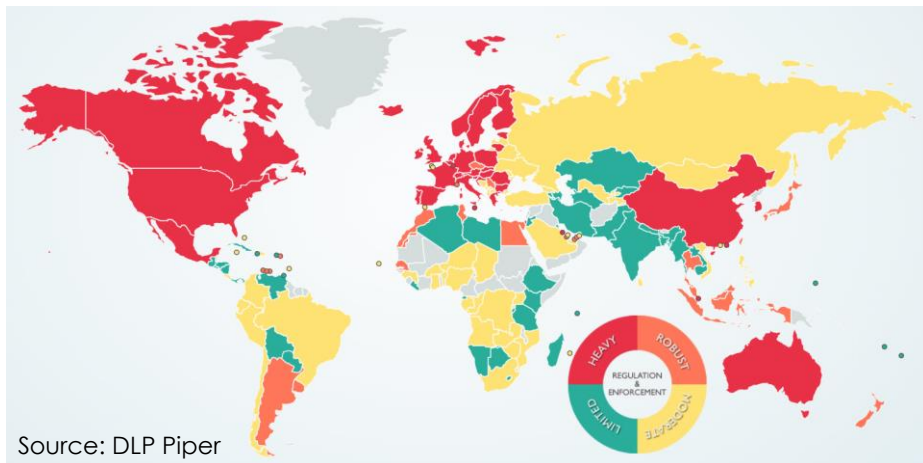 HEAVY
ROBUST
REGULATION
&
ENFORCEMENT
LIMITED
MODERATE
Source: DLP Piper